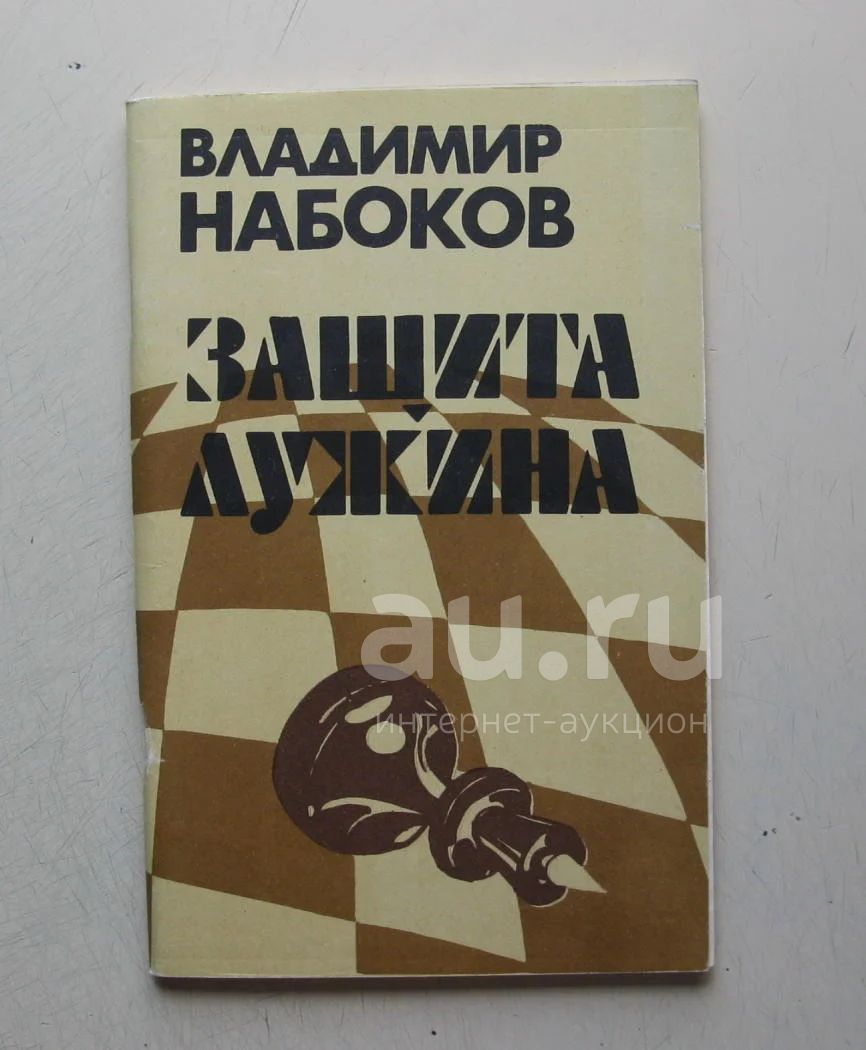 ВЛАДИМИР
НАБОКОВ
ЗАЩИТА
ЛУЖИНА
au.ru
интернет-аукцион